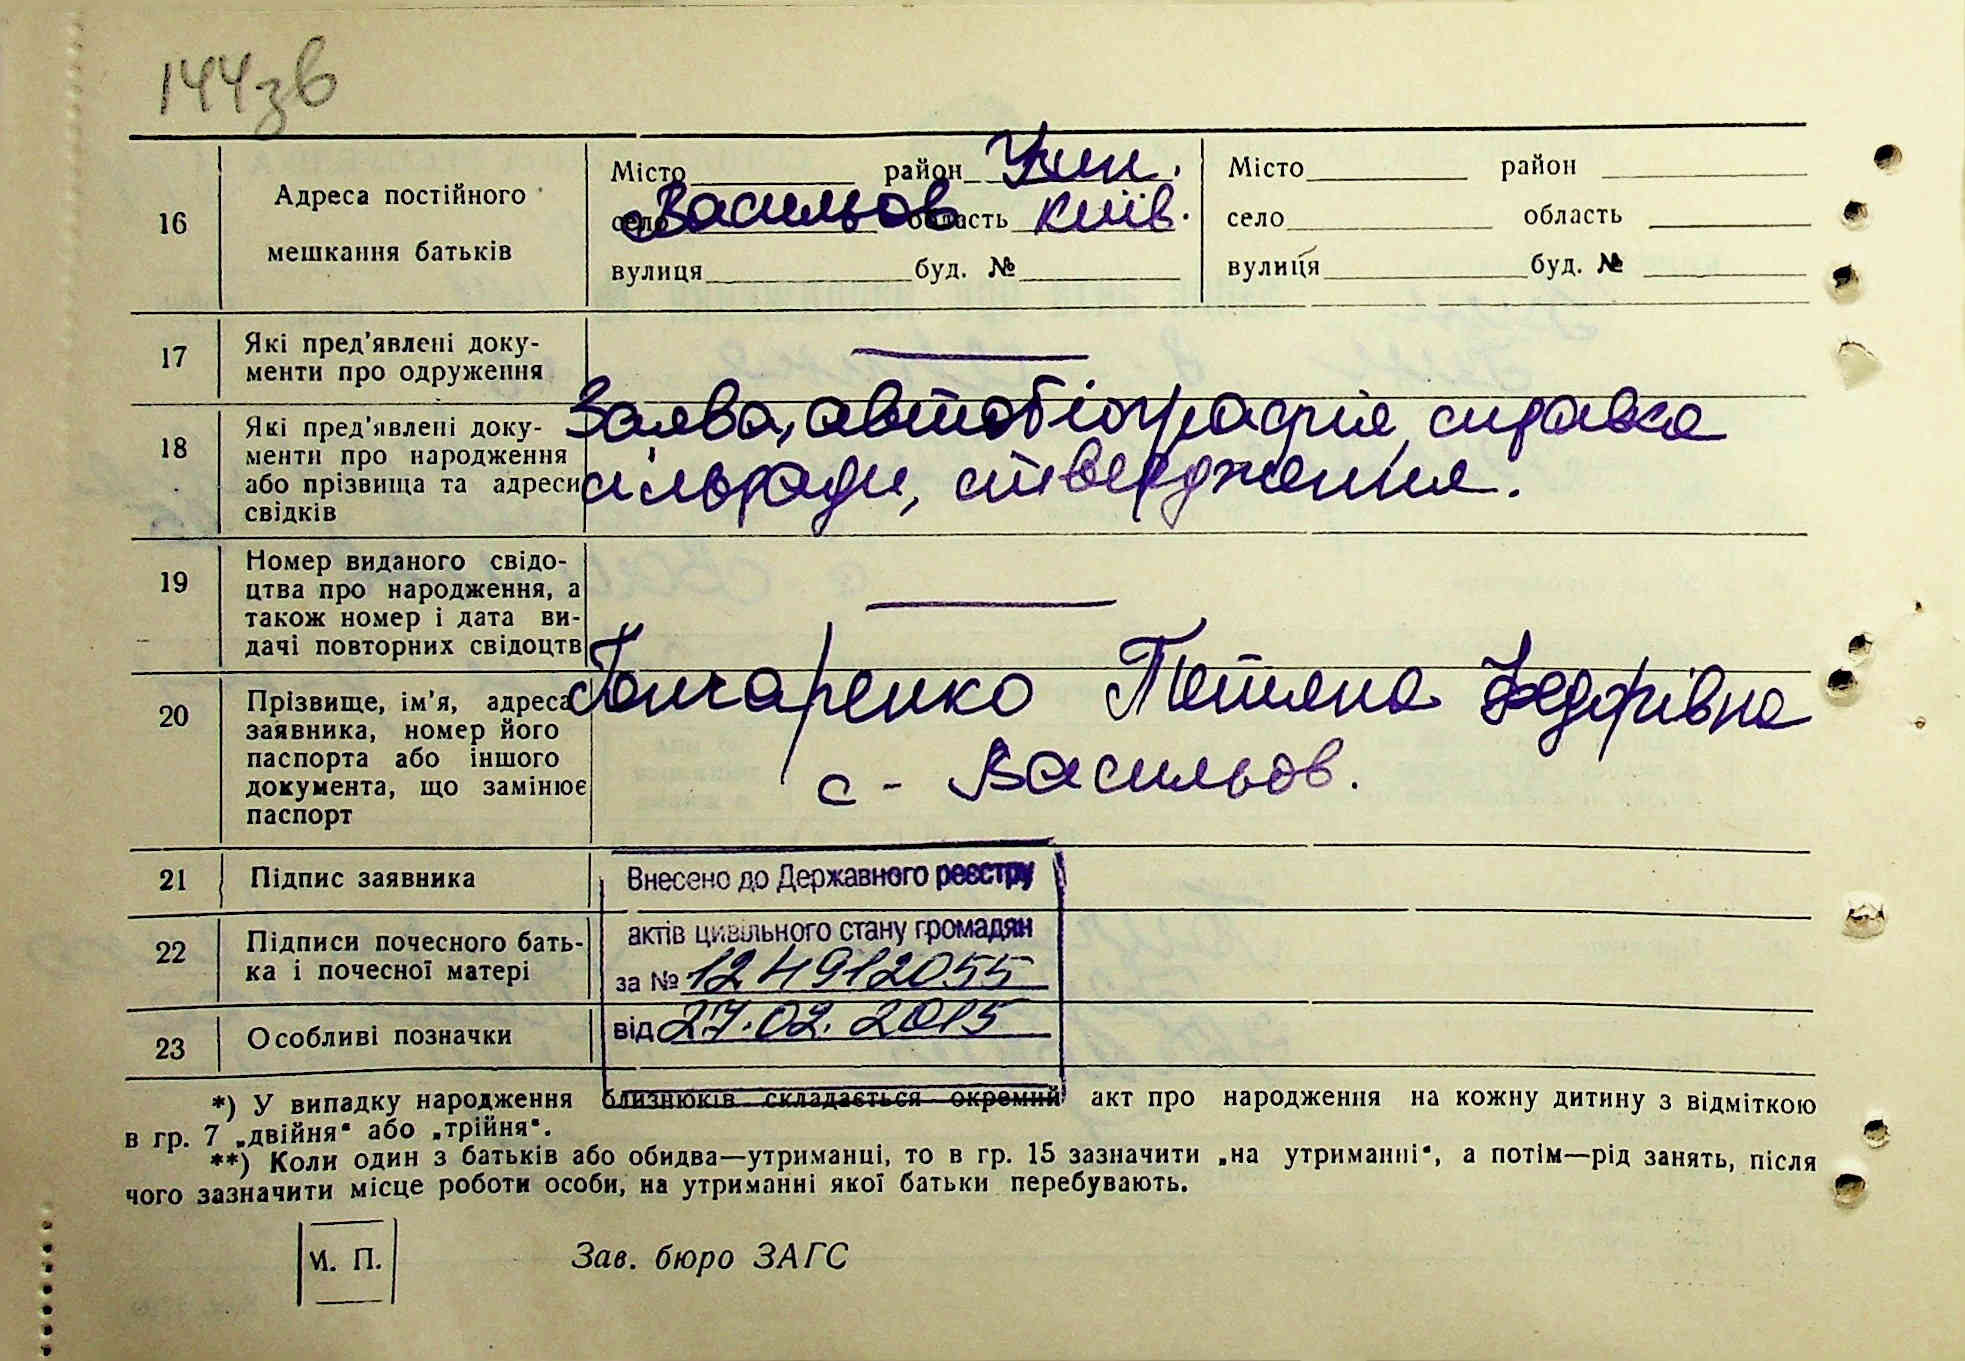 144зв
16
Адреса постійного
мешкання батьків
Місто район Узин.
село Васильов область Київ.
вулиця буд. №
Місто район
село область
вулиця буд. №
17
Які пред'явлені доку-
менти про одруження
18
Які пред'явлені доку-
менти про народження
або прізвища та адреси
свідків
Заява, автобіографія, справка
сільради, ствердження.
19
Номер виданого свідо-
цтва про народження, а
також номер і дата ви-
дачі повторних свідоцтв
20
Прізвище, ім'я, адреса
заявника, номер його
паспорта або іншого
документа, що замінює
паспорт
Гончаренко Тетяна Федорівна
с - Васильов.
21
Підпис заявника
22
Підписи почесного бать-
ка і почесної матері
23
Особливі позначки
Внесено до Державного реєстру
актів цивільного стану громадян
за № 124912055
від 27.02.2015
*) У випадку народження близнюків складається окремий акт про народження на кожну дитину з відміткою
в гр. 7 „двійня“ або „трійня“.
**) Коли один з батьків або обидва—утриманці, то в гр. 15 зазначити „на утриманні“, а потім—рід занять, після
чого зазначити місце роботи особи, на утриманні якої батьки перебувають.
М. П.
Зав. бюро ЗАГС